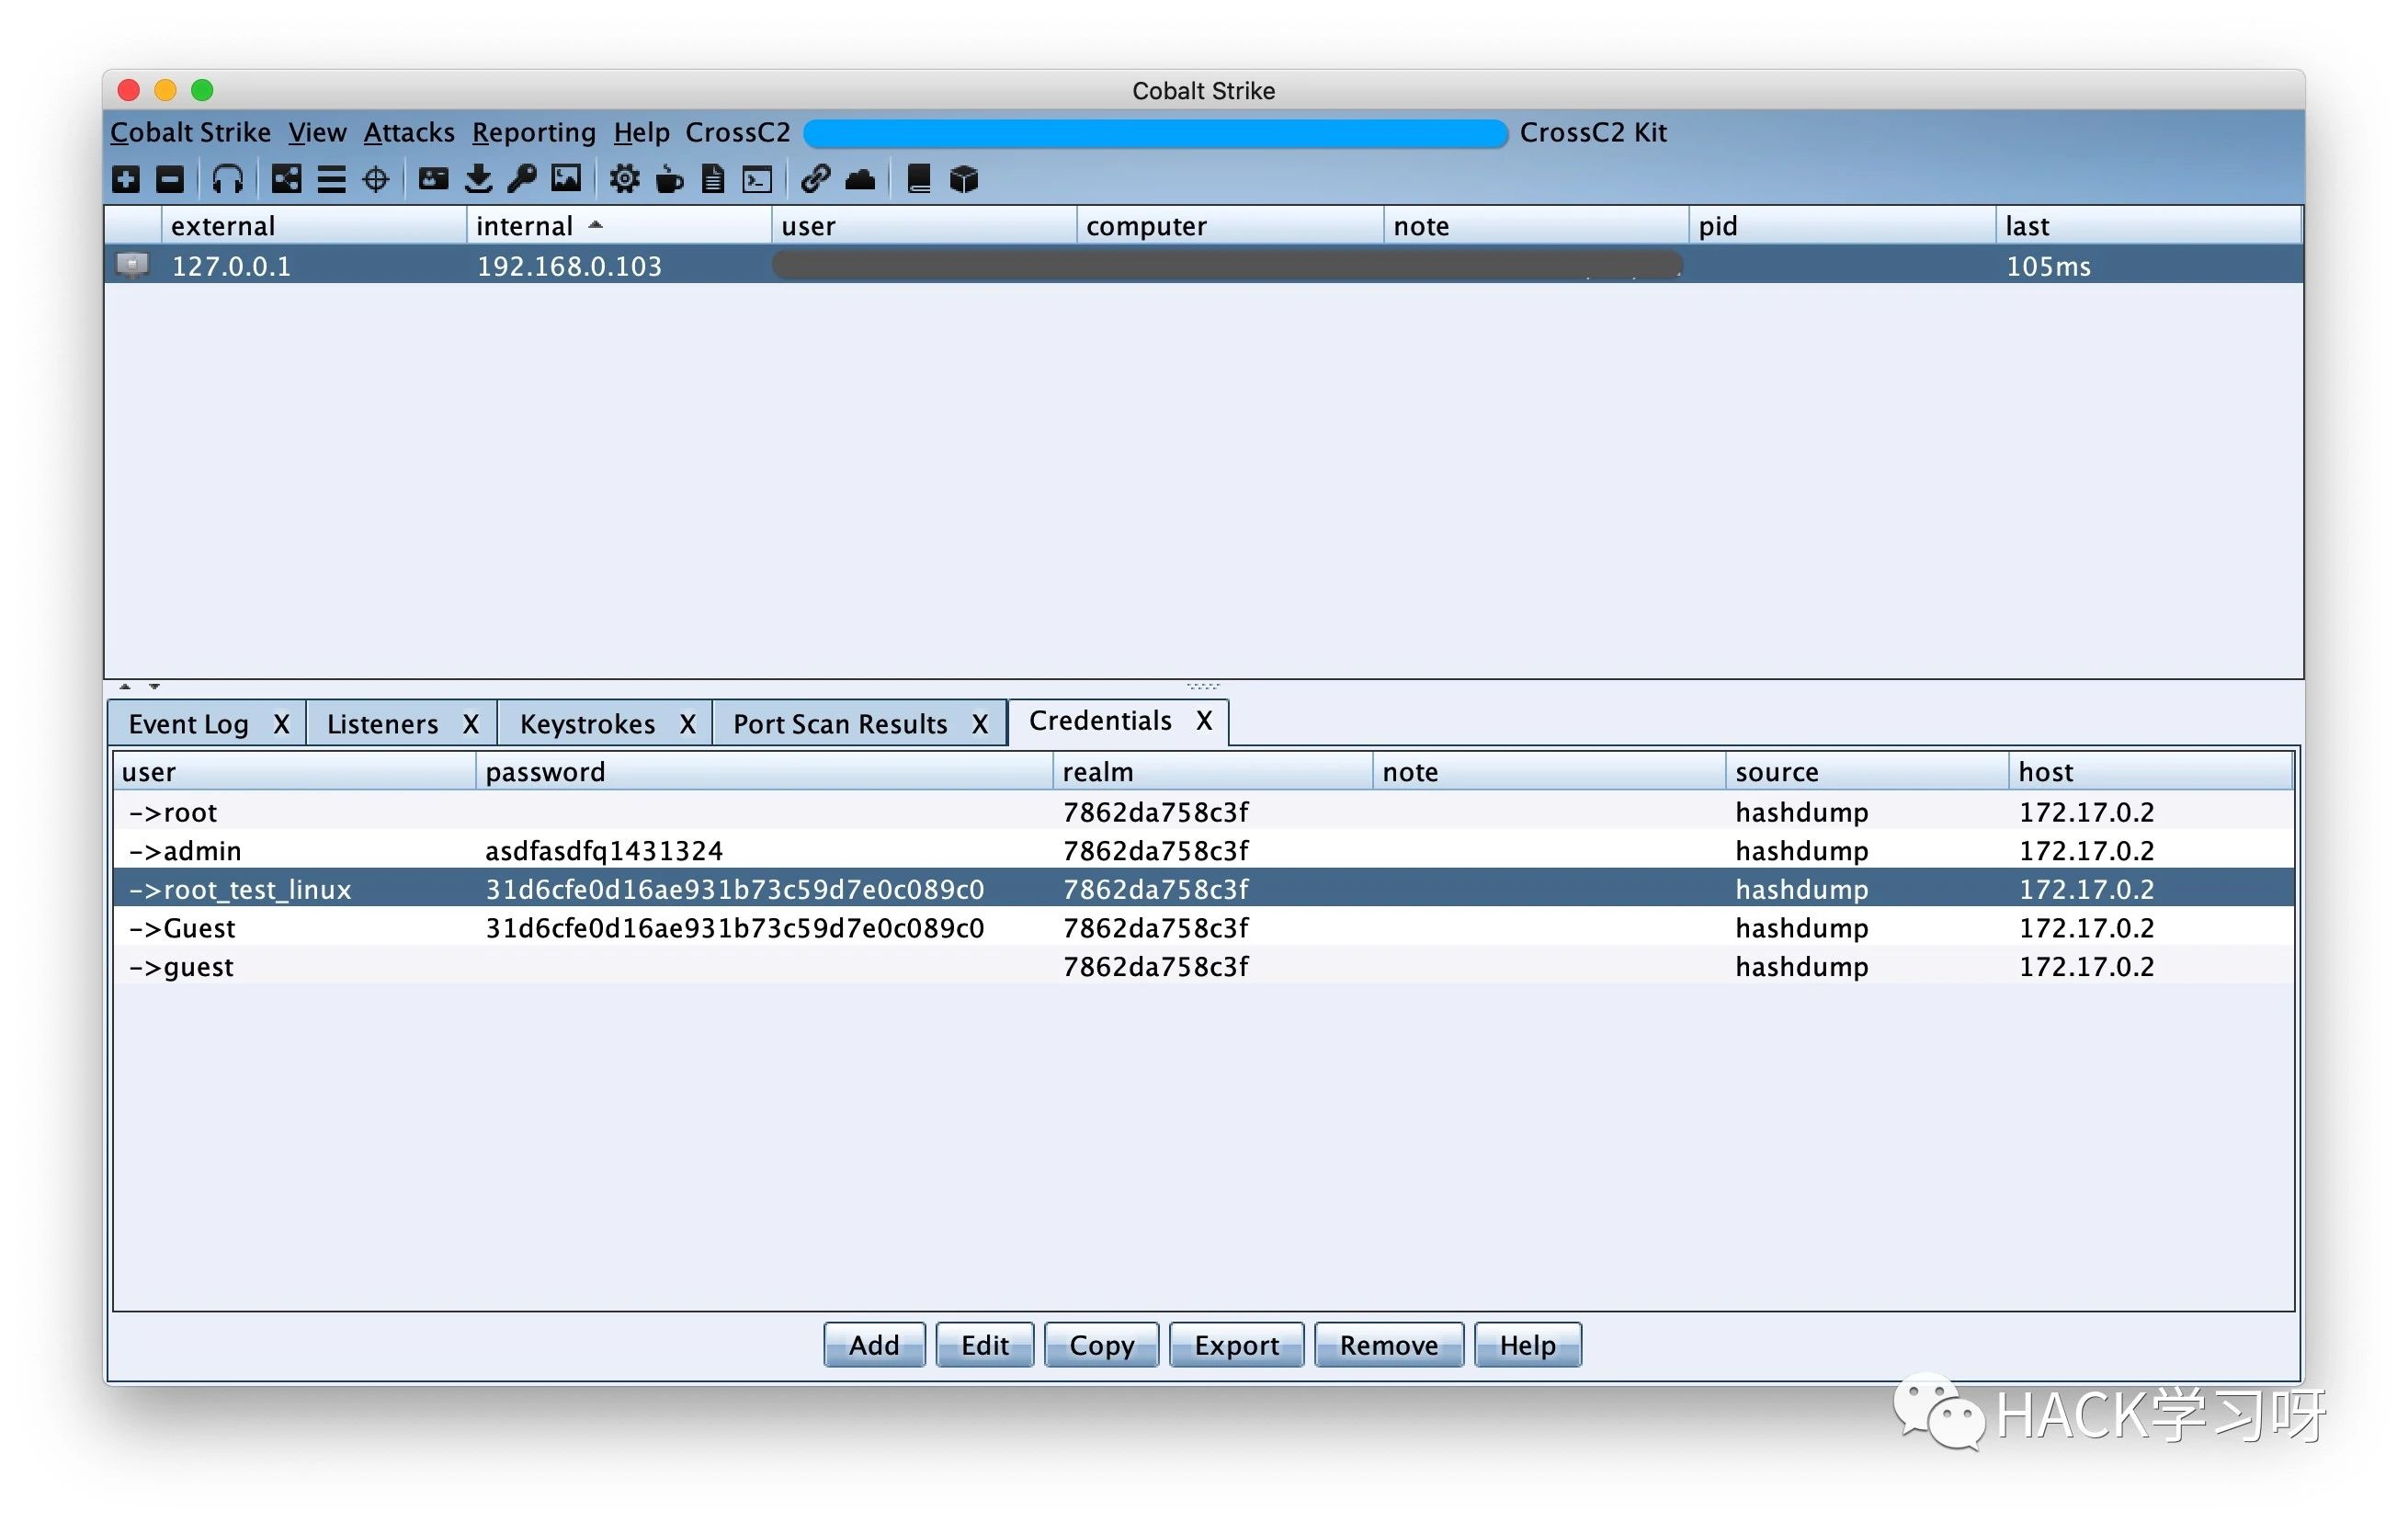 Cobalt Strike
Cobalt Strike View Attacks Reporting Help CrossC2 CrossC2 Kit
external internal user computer note pid last
127.0.0.1 192.168.0.103 105ms
Event Log X Listeners X Keystrokes X Port Scan Results X Credentials X
user password realm note source host
->root 7862da758c3f hashdump 172.17.0.2
->admin asdfasdfq1431324 7862da758c3f hashdump 172.17.0.2
->root_test_linux 31d6cfe0d16ae931b73c59d7e0c089c0 7862da758c3f hashdump 172.17.0.2
->Guest 31d6cfe0d16ae931b73c59d7e0c089c0 7862da758c3f hashdump 172.17.0.2
->guest 7862da758c3f hashdump 172.17.0.2
Add Edit Copy Export Remove Help
HACK学习呀